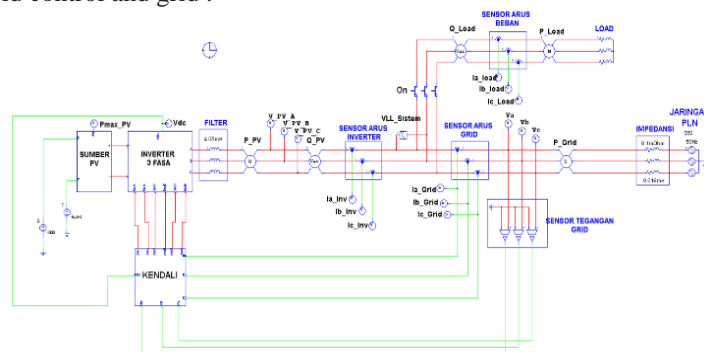 SENSOR ARUS
BEBAN
Q_Load
P_Load
LOAD
On
Ia_load
Ib_load
Ic_Load
Pmax_PV
Vdc
FILTER
V_PV_A
V_PV_B
V_PV_C
P_PV
Q_PV
SENSOR ARUS
INVERTER
VLL_Sistem
SENSOR ARUS
GRID
Va
Vb
Vc
P_Grid
IMPEDANSI
JARINGA
PLN
SUMBER
PV
INVERTER
3 FASA
Ia_Inv
Ib_Inv
Ic_Inv
Ia_Grid
Ib_Grid
Ic_Grid
SENSOR TEGANGAN
GRID
KENDALI